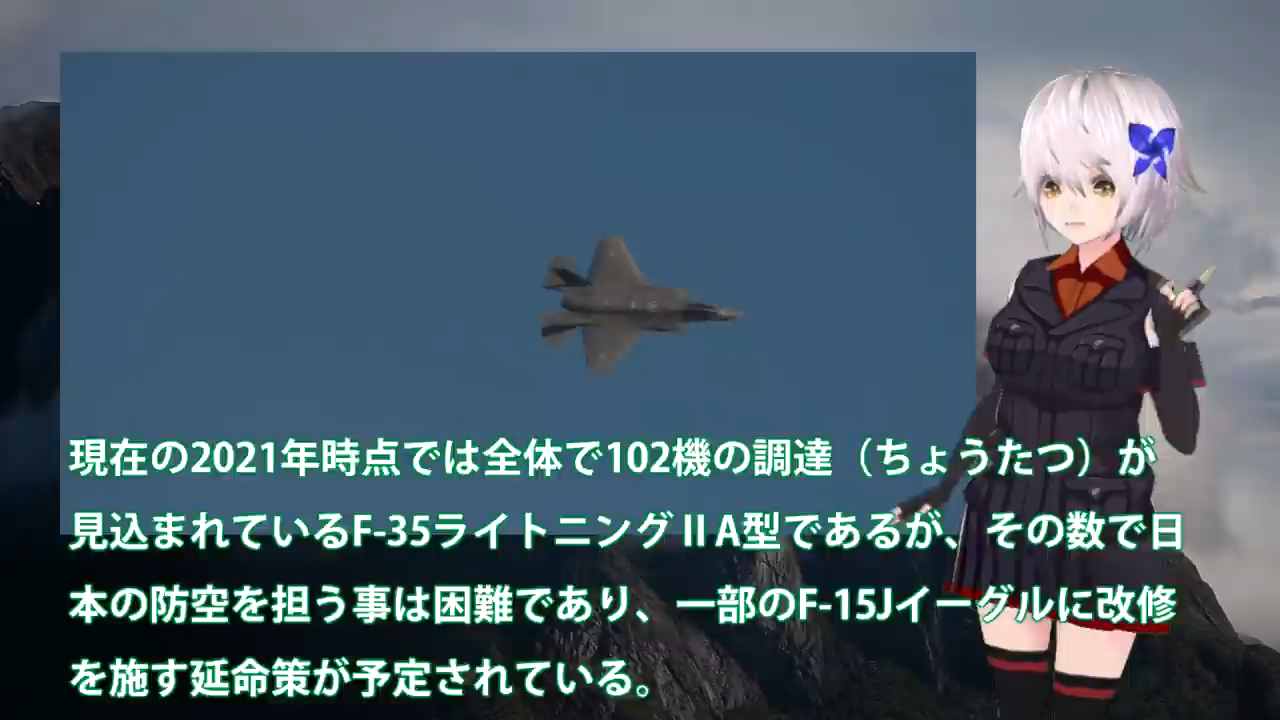 現在の2021年時点では全体で102機の調達（ちょうたつ）が
見込まれているF-35ライトニングⅡA型であるが、その数で日
本の防空を担う事は困難であり、一部のF-15Jイーグルに改修
を施す延命策が予定されている。